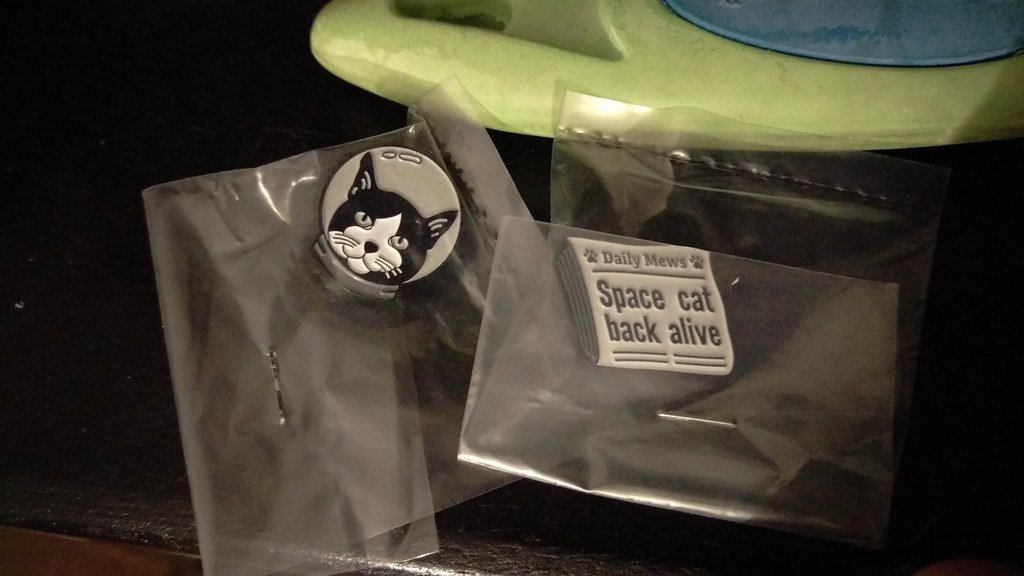 Daily Mews
Space cat
back alive